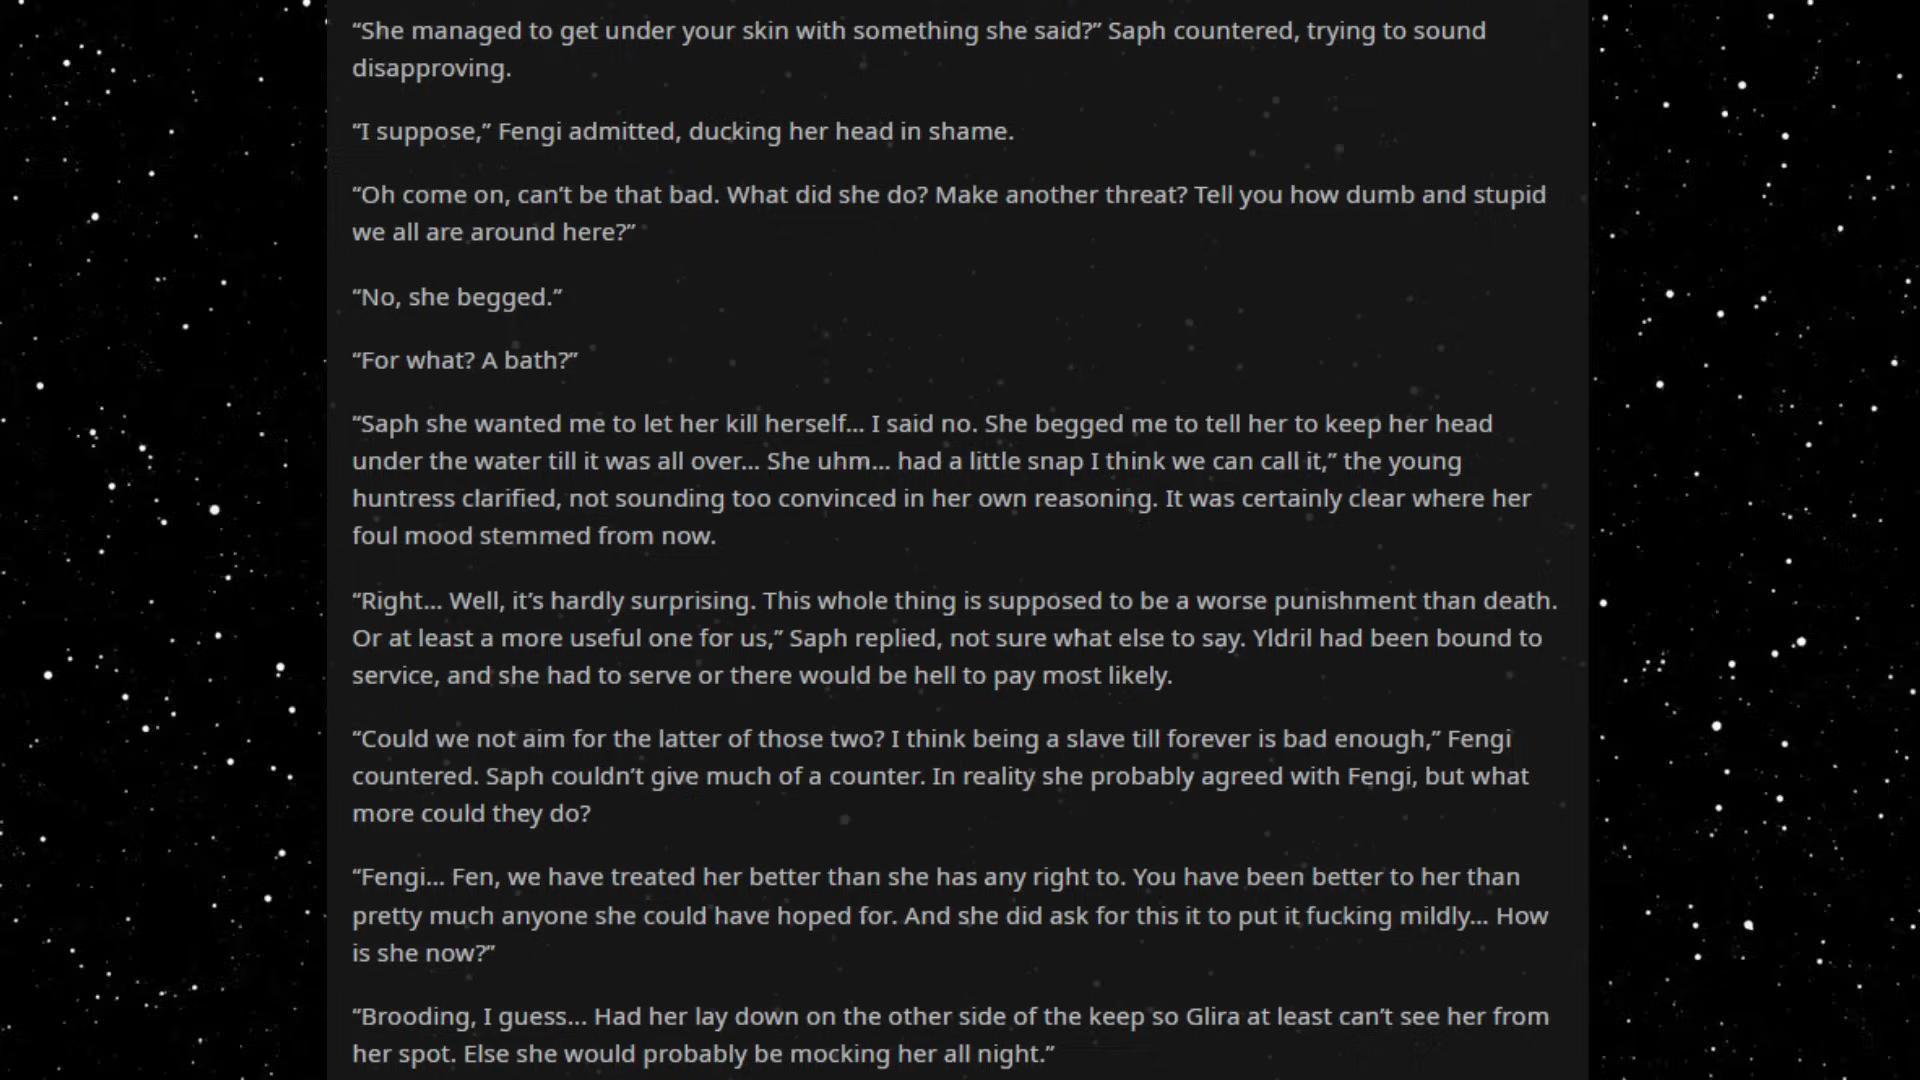 “She managed to get under your skin with something she said?” Saph countered, trying to sound
disapproving.
“I suppose,” Fengi admitted, ducking her head in shame.
“Oh come on, can’t be that bad. What did she do? Make another threat? Tell you how dumb and stupid
we all are around here?”
“No, she begged.”
“For what? A bath?”
“Saph she wanted me to let her kill herself... I said no. She begged me to tell her to keep her head
under the water till it was all over... She uhm... had a little snap I think we can call it,” the young
huntress clarified, not sounding too convinced in her own reasoning. It was certainly clear where her
foul mood stemmed from now.
“Right... Well, it’s hardly surprising. This whole thing is supposed to be a worse punishment than death.
Or at least a more useful one for us,” Saph replied, not sure what else to say. Yldril had been bound to
service, and she had to serve or there would be hell to pay most likely.
“Could we not aim for the latter of those two? I think being a slave till forever is bad enough,” Fengi
countered. Saph couldn’t give much of a counter. In reality she probably agreed with Fengi, but what
more could they do?
“Fengi... Fen, we have treated her better than she has any right to. You have been better to her than
pretty much anyone she could have hoped for. And she did ask for this it to put it fucking mildly... How
is she now?”
“Brooding, I guess... Had her lay down on the other side of the keep so Glira at least can’t see her from
her spot. Else she would probably be mocking her all night.”